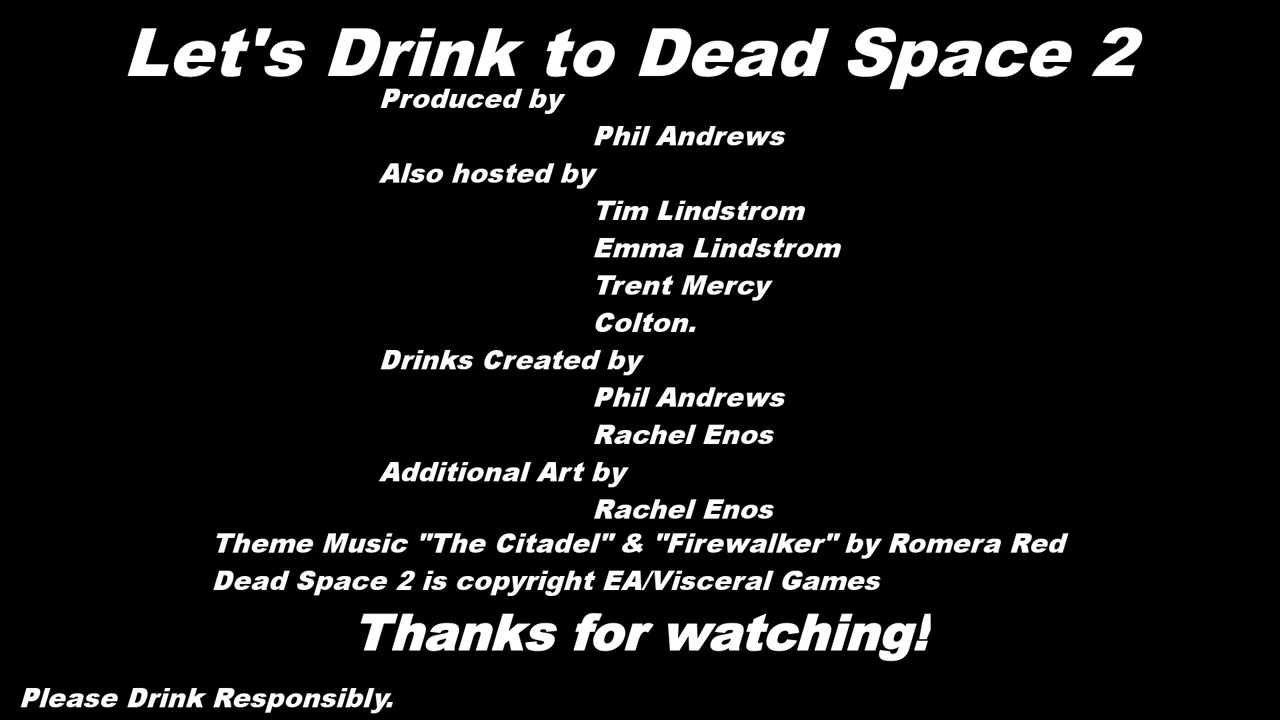 Let's Drink to Dead Space 2
Produced by
Phil Andrews
Also hosted by
Tim Lindstrom
Emma Lindstrom
Trent Mercy
Colton.
Drinks Created by
Phil Andrews
Rachel Enos
Additional Art by
Rachel Enos
Theme Music "The Citadel" & "Firewalker" by Romera Red
Dead Space 2 is copyright EA/Visceral Games
Thanks for watching!
Please Drink Responsibly.